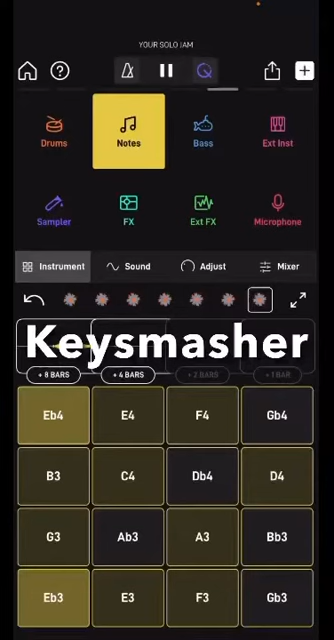 YOUR SOLO JAM
Drums Notes Bass Ext Inst
Sampler FX Ext FX Microphone
Instrument Sound Adjust Mixer
Keysmasher
+ 8 BARS + 4 BARS + 2 BARS + 1 BAR
Eb4 E4 F4 Gb4
B3 C4 Db4 D4
G3 Ab3 A3 Bb3
Eb3 E3 F3 Gb3